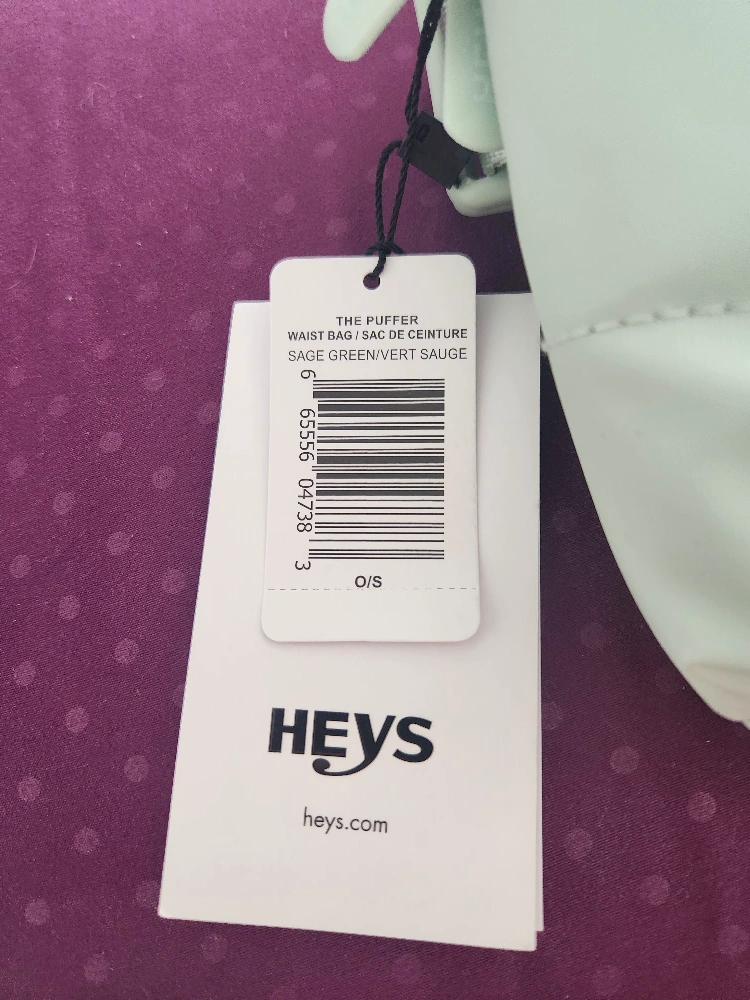 THE PUFFER
WAIST BAG / SAC DE CEINTURE
SAGE GREEN/VERT SAUGE
6 65556 04738 3
O/S
HEYS
heys.com